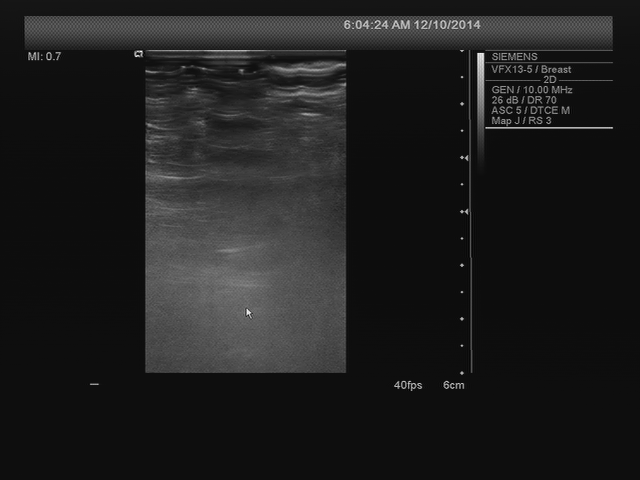 6:04:24 AM 12/10/2014
MI: 0.7
SIEMENS
VFX13-5 / Breast
2D
GEN / 10.00 MHz
26 dB / DR 70
ASC 5 / DTCE M
Map J / RS 3
40fps 6cm